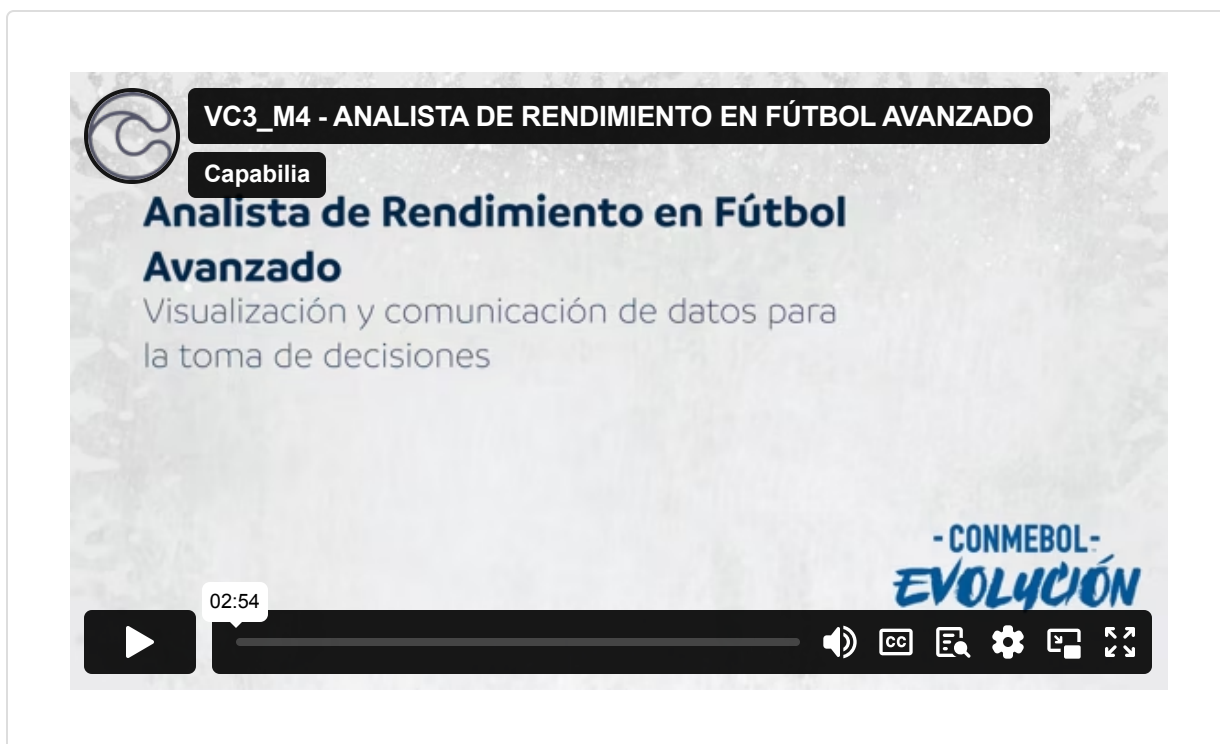 VC3_M4 - ANALISTA DE RENDIMIENTO EN FÚTBOL AVANZADO
Capabilia
Analista de Rendimiento en Fútbol
Avanzado
Visualización y comunicación de datos para
la toma de decisiones
- CONMEBOL -
EVOLUCIÓN
02:54
CC